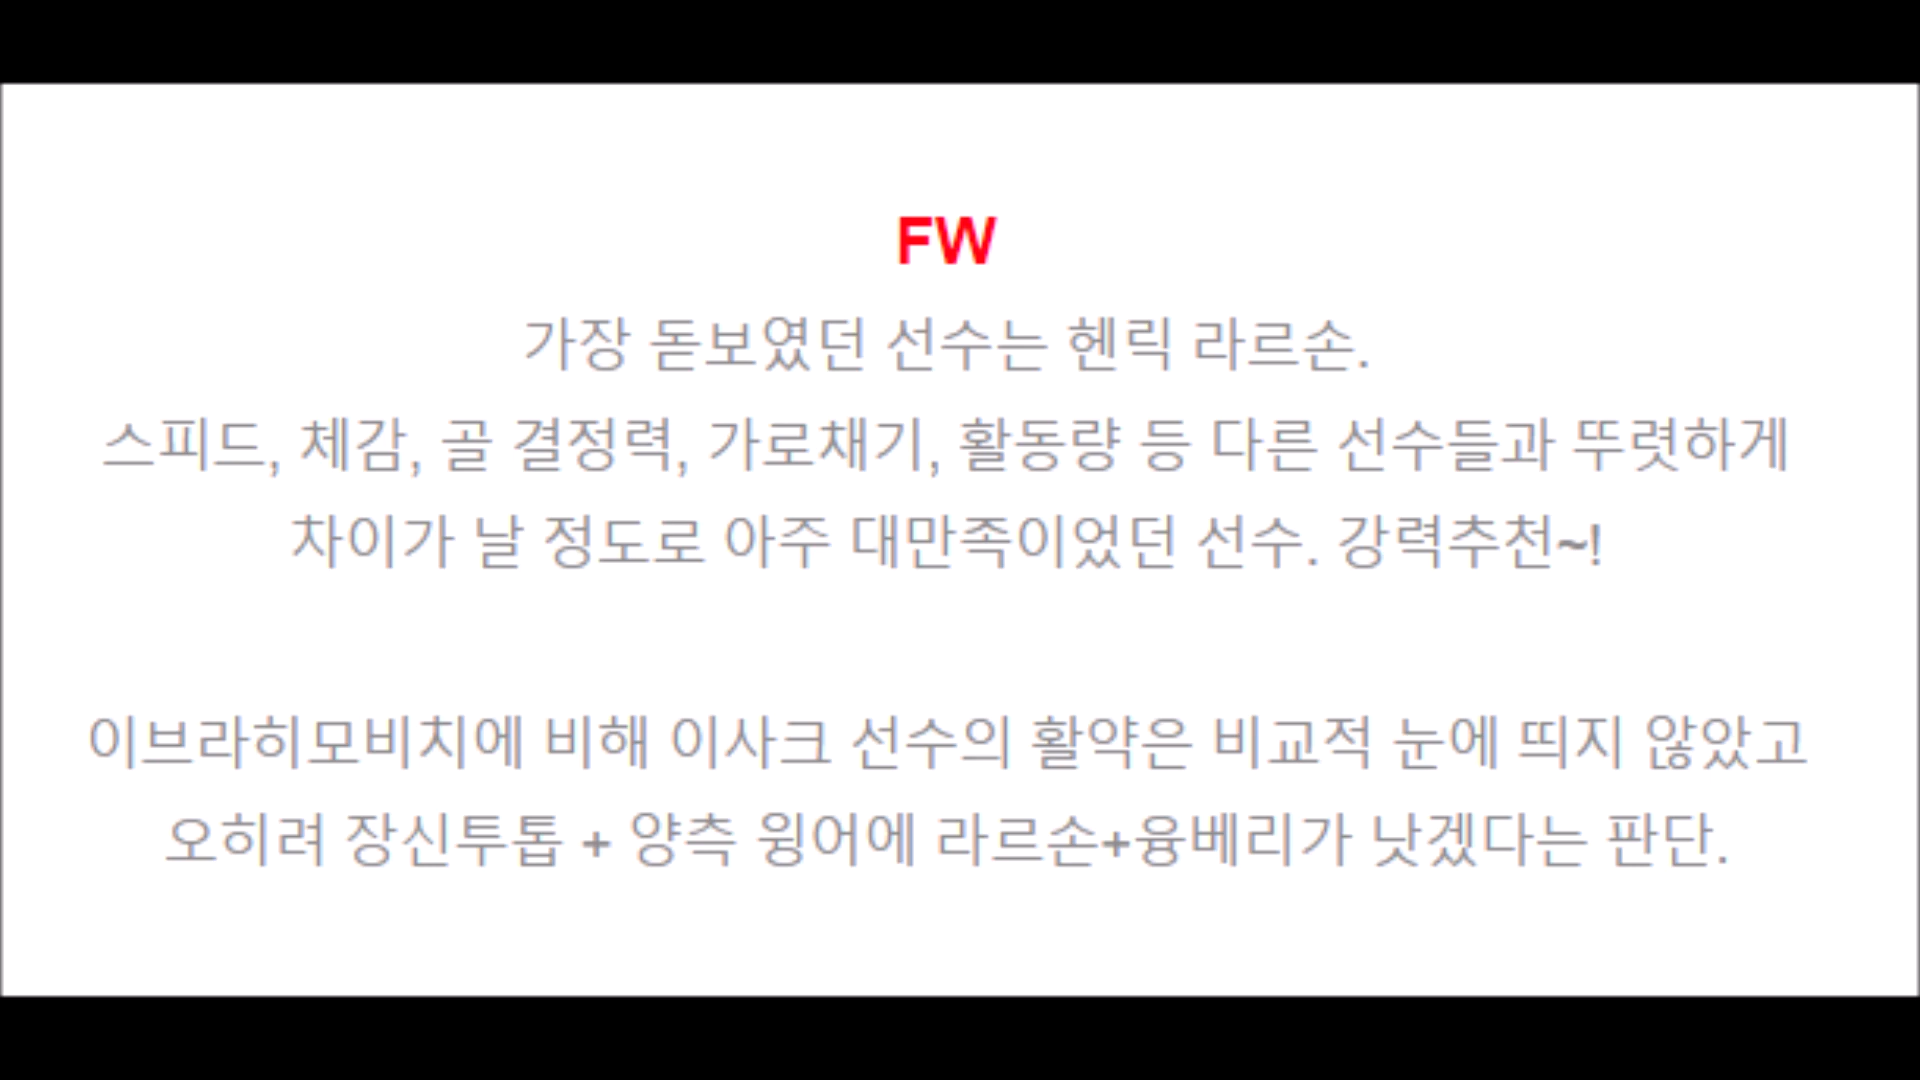 FW
가장 돋보였던 선수는 헨릭 라르손.
스피드, 체감, 골 결정력, 가로채기, 활동량 등 다른 선수들과 뚜렷하게
차이가 날 정도로 아주 대만족이었던 선수. 강력추천~!
이브라히모비치에 비해 이사크 선수의 활약은 비교적 눈에 띄지 않았고
오히려 장신투톱 + 양측 윙어에 라르손+융베리가 낫겠다는 판단.